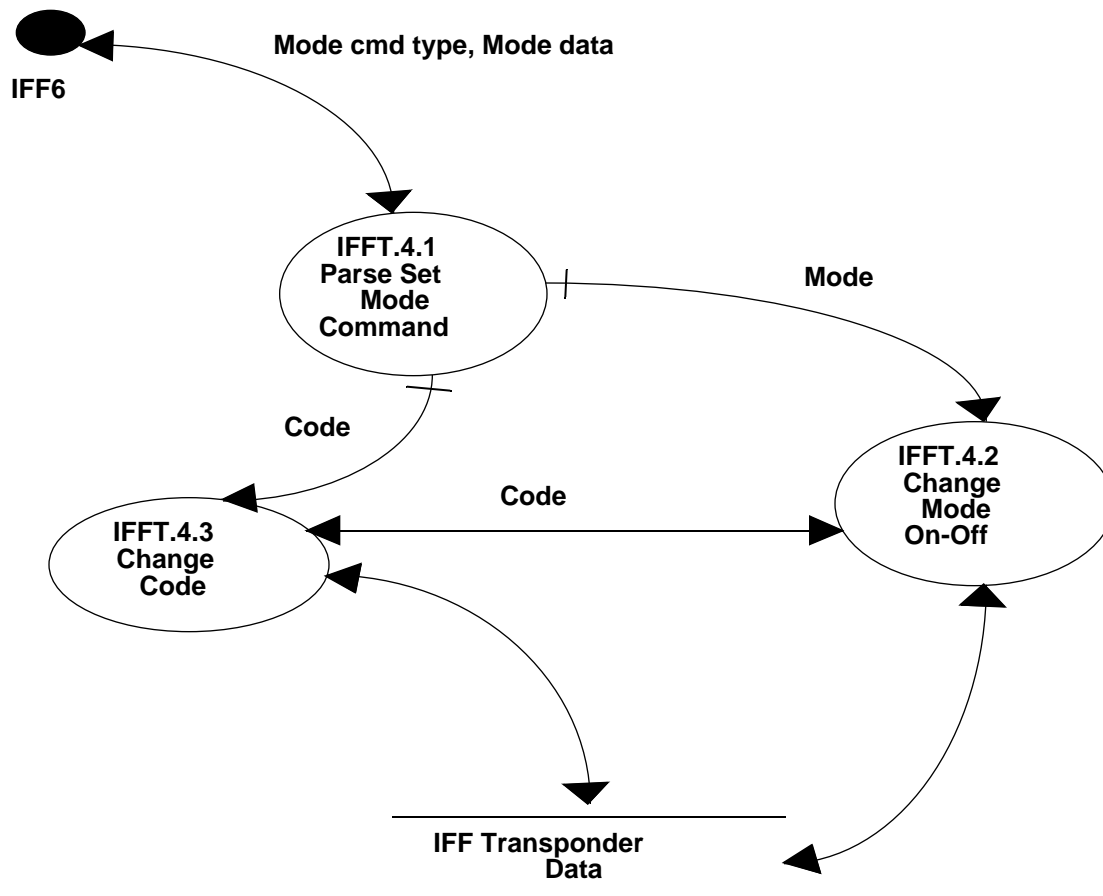 Mode cmd type, Mode data
IFF6
IFFT.4.1
Parse Set
Mode
Command
Mode
Code
IFFT.4.2
Change
Mode
On-Off
Code
IFFT.4.3
Change
Code
IFF Transponder
Data